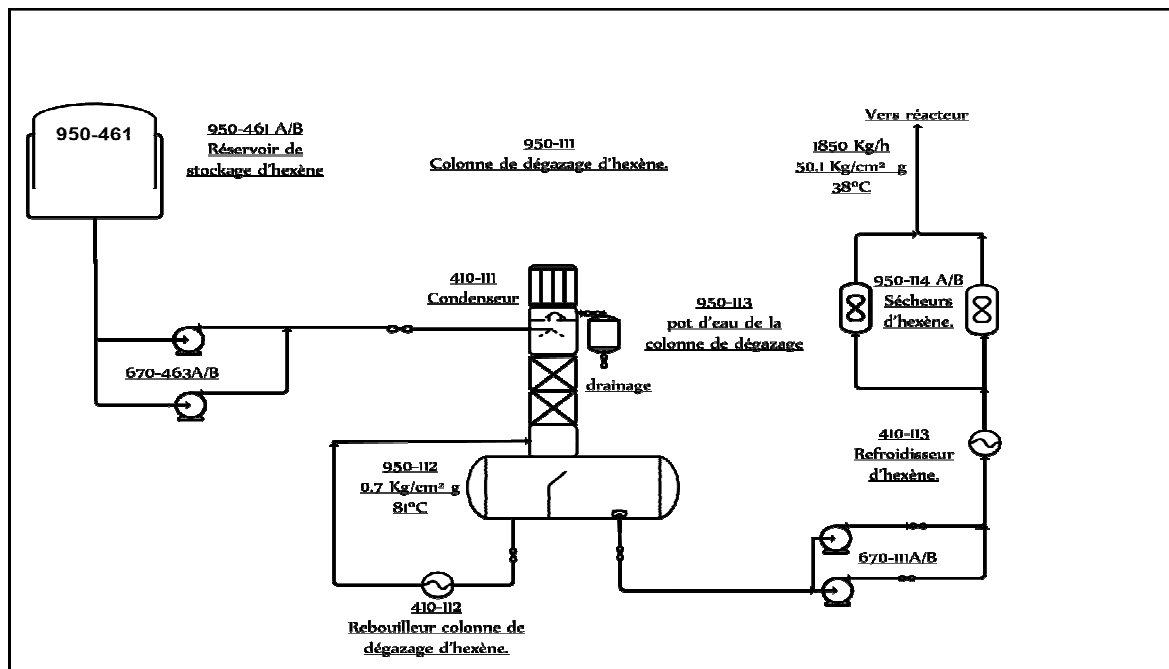 950-461
950-461 A/B
Réservoir de
stockage d'hexène
950-111
Colonne de dégazage d'hexène.
Vers réacteur
1850 Kg/h
50.1 Kg/cm² g
38°C
410-111
Condenseur
950-113
pot d'eau de la
colonne de dégazage
drainage
950-114 A/B
Sécheurs
d'hexène.
670-463A/B
950-112
0.7 Kg/cm² g
81°C
410-113
Refroidisseur
d'hexène.
670-111A/B
410-112
Rebouilleur colonne de
dégazage d'hexène.